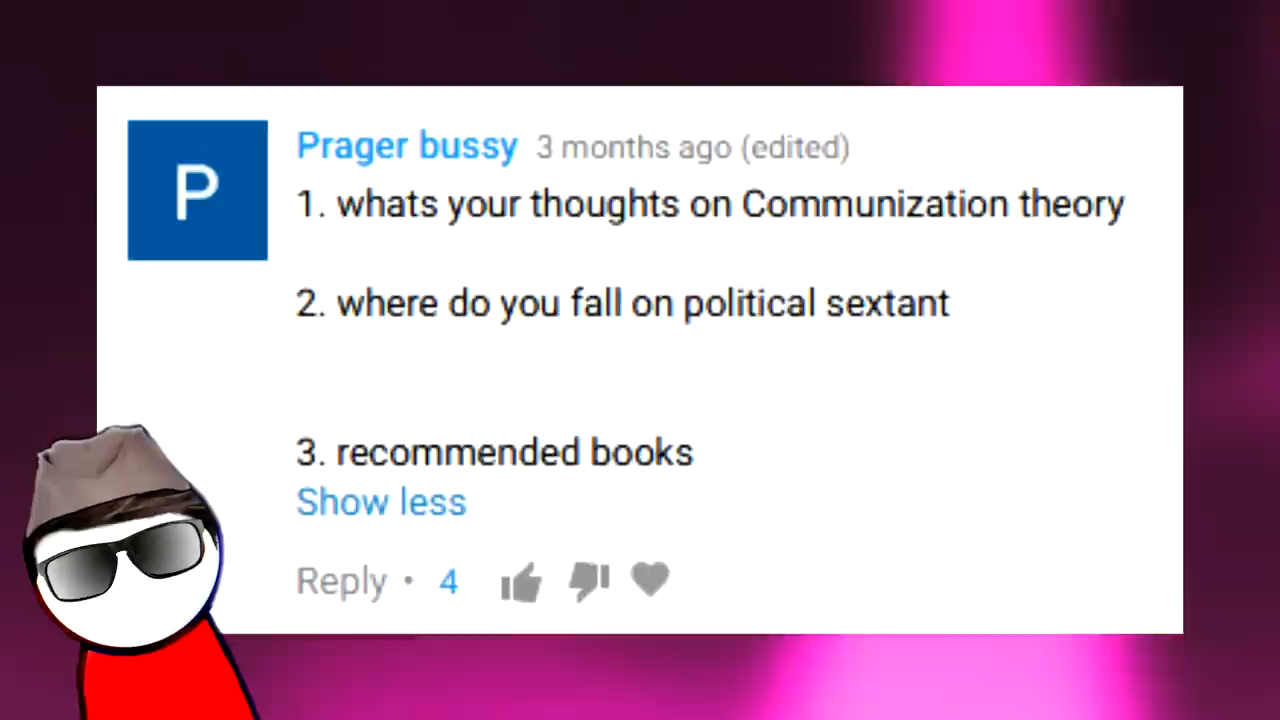 P
Prager bussy 3 months ago (edited)
1. whats your thoughts on Communization theory
2. where do you fall on political sextant
3. recommended books
Show less
Reply • 4